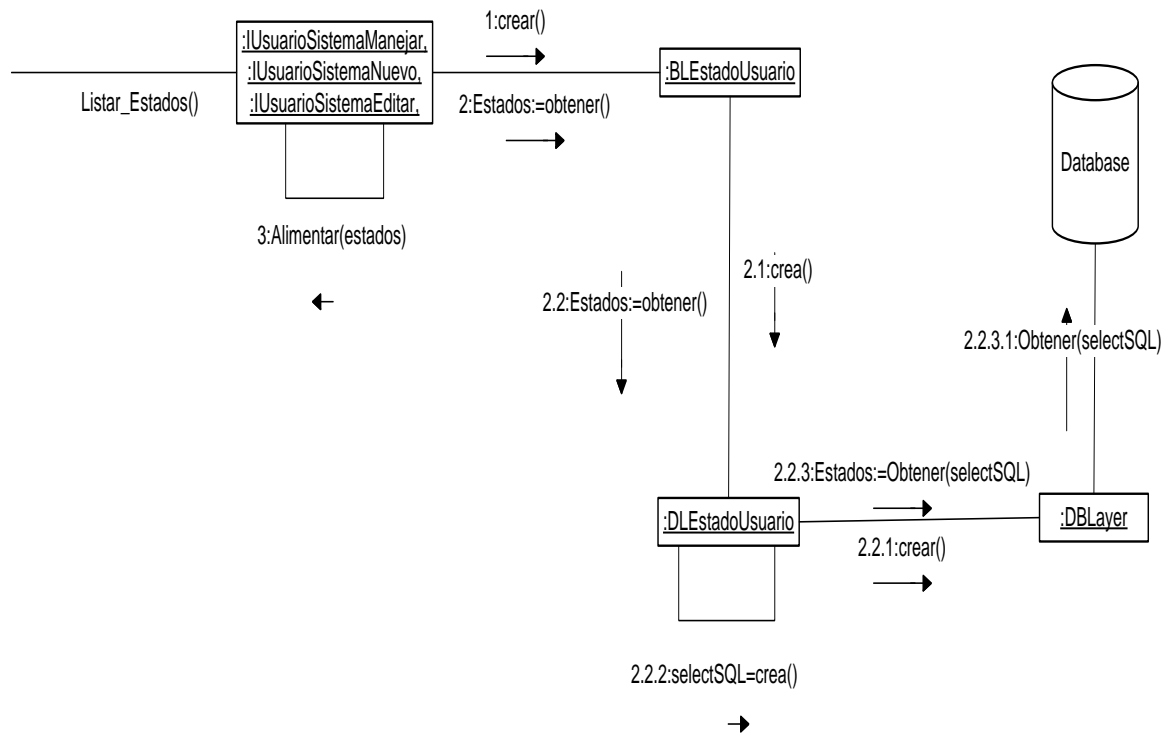 1:crear()
:IUsuarioSistemaManejar,
:IUsuarioSistemaNuevo,
:IUsuarioSistemaEditar,
Listar_Estados()
2:Estados:=obtener()
:BLEstadoUsuario
Database
3:Alimentar(estados)
2.1:crea()
2.2:Estados:=obtener()
2.2.3.1:Obtener(selectSQL)
2.2.3:Estados:=Obtener(selectSQL)
:DLEstadoUsuario
:DBLayer
2.2.1:crear()
2.2.2:selectSQL=crea()